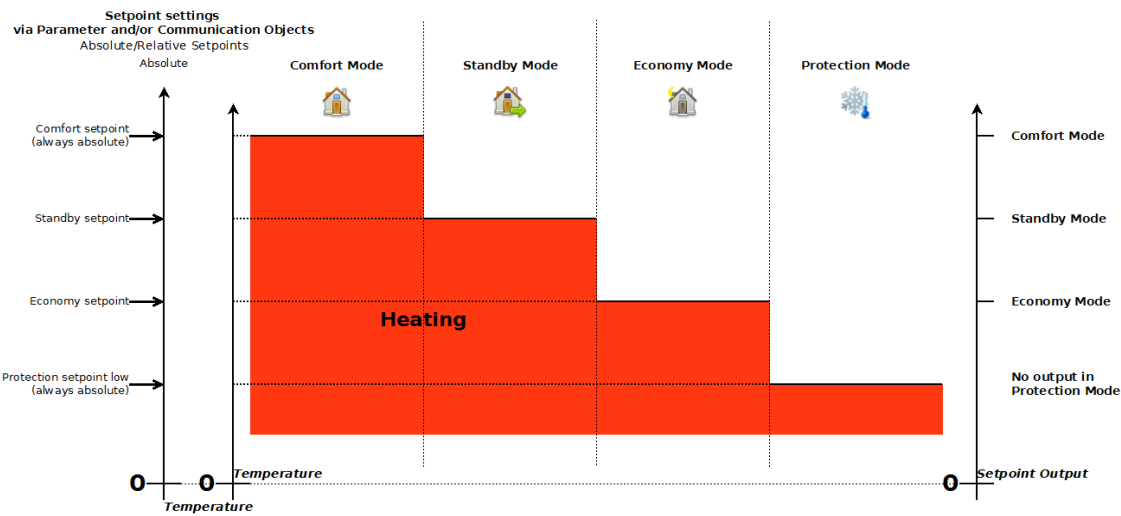 Setpoint settings
via Parameter and/or Communication Objects
Absolute/Relative Setpoints
Absolute
Comfort Mode
Standby Mode
Economy Mode
Protection Mode
Comfort setpoint
(always absolute)
Comfort Mode
Standby setpoint
Standby Mode
Economy setpoint
Economy Mode
Heating
Protection setpoint low
(always absolute)
No output in
Protection Mode
Temperature
Setpoint Output
0
0
0
Temperature